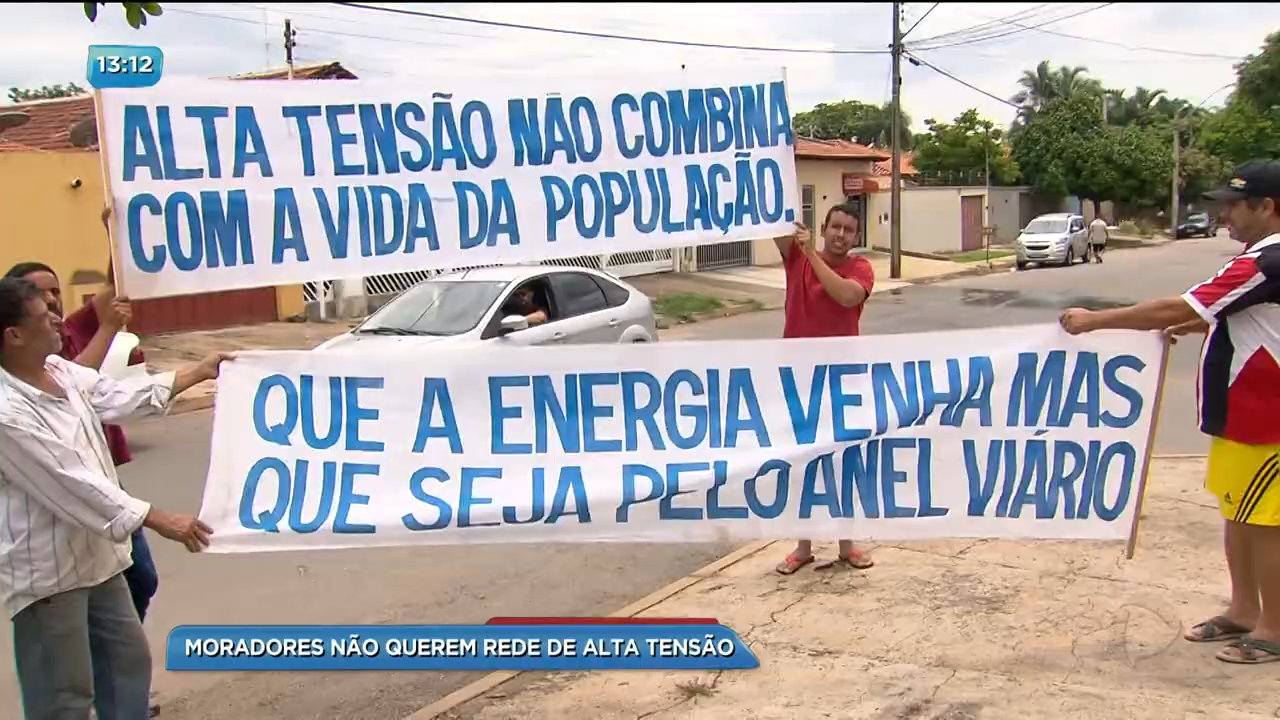 13:12
ALTA TENSÃO NÃO COMBINA
COM A VIDA DA POPULAÇÃO.
QUE A ENERGIA VENHA MAS
QUE SEJA PELO ANEL VIÁRIO
MORADORES NÃO QUEREM REDE DE ALTA TENSÃO